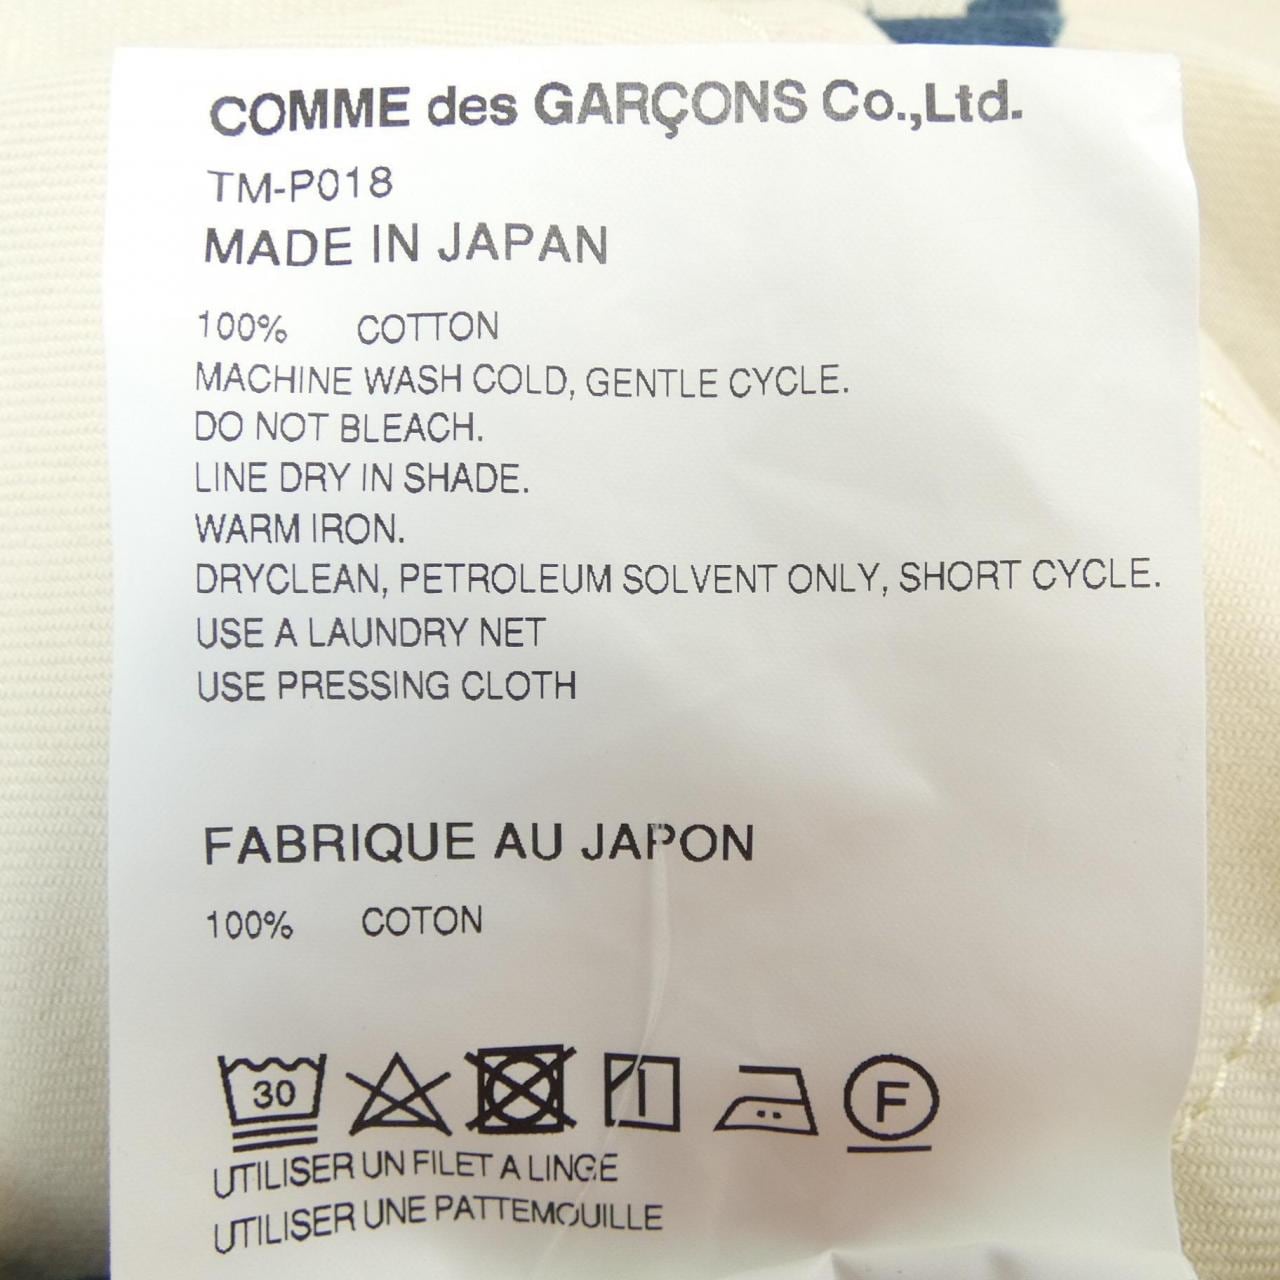 COMME des GARÇONS Co.,Ltd.
TM-P018
MADE IN JAPAN
100% COTTON
MACHINE WASH COLD, GENTLE CYCLE.
DO NOT BLEACH.
LINE DRY IN SHADE.
WARM IRON.
DRYCLEAN, PETROLEUM SOLVENT ONLY, SHORT CYCLE.
USE A LAUNDRY NET
USE PRESSING CLOTH
FABRIQUE AU JAPON
100% COTON
30 F
UTILISER UN FILET A LINGE
UTILISER UNE PATTEMOUILLE